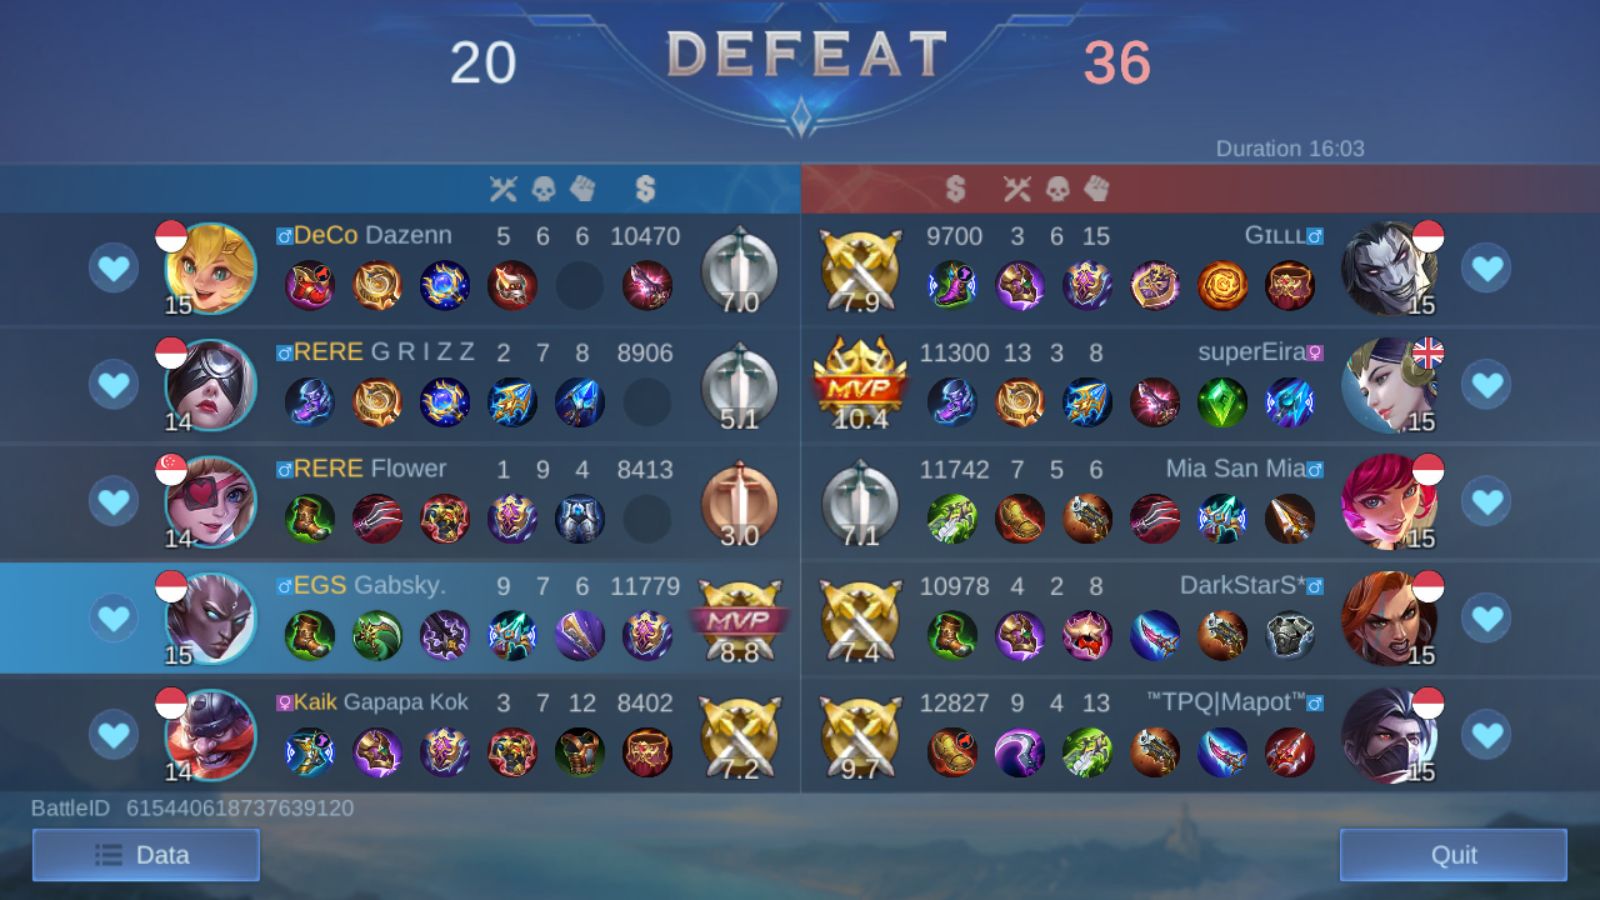 20 DEFEAT 36
Duration 16:03
DeCo Dazenn 5 6 6 10470
15 7.0
9700 3 6 15 GILLL
7.9 15
RERE G R I Z Z 2 7 8 8906
14 5.1
11300 13 3 8 superEira
MVP
10.4 15
RERE Flower 1 9 4 8413
14 3.0
11742 7 5 6 Mia San Mia
7.1 15
EGS Gabsky. 9 7 6 11779
MVP
15 8.8
10978 4 2 8 DarkStarS*
7.4 15
Kaik Gapapa Kok 3 7 12 8402
14 7.2
12827 9 4 13 ™TPQ|Mapot™
9.7 15
BattleID 615440618737639120
Data
Quit